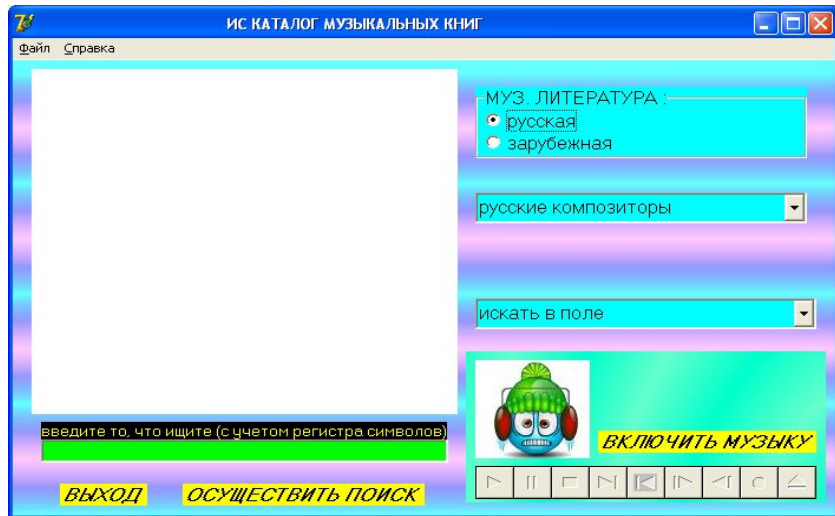 ИС КАТАЛОГ МУЗЫКАЛЬНЫХ КНИГ
Файл Справка
МУЗ. ЛИТЕРАТУРА :
русская
зарубежная
русские композиторы
искать в поле
введите то, что ищите (с учетом регистра символов)
ВКЛЮЧИТЬ МУЗЫКУ
ВЫХОД ОСУЩЕСТВИТЬ ПОИСК